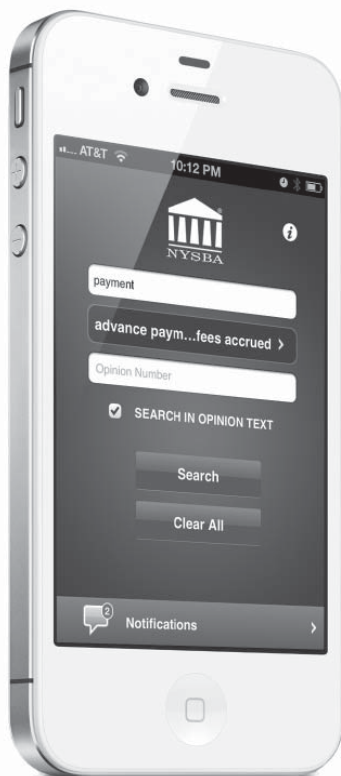 AT&T 10:12 PM
NYSBA
i
payment
advance paym...fees accrued >
Opinion Number
SEARCH IN OPINION TEXT
Search
Clear All
2
Notifications >